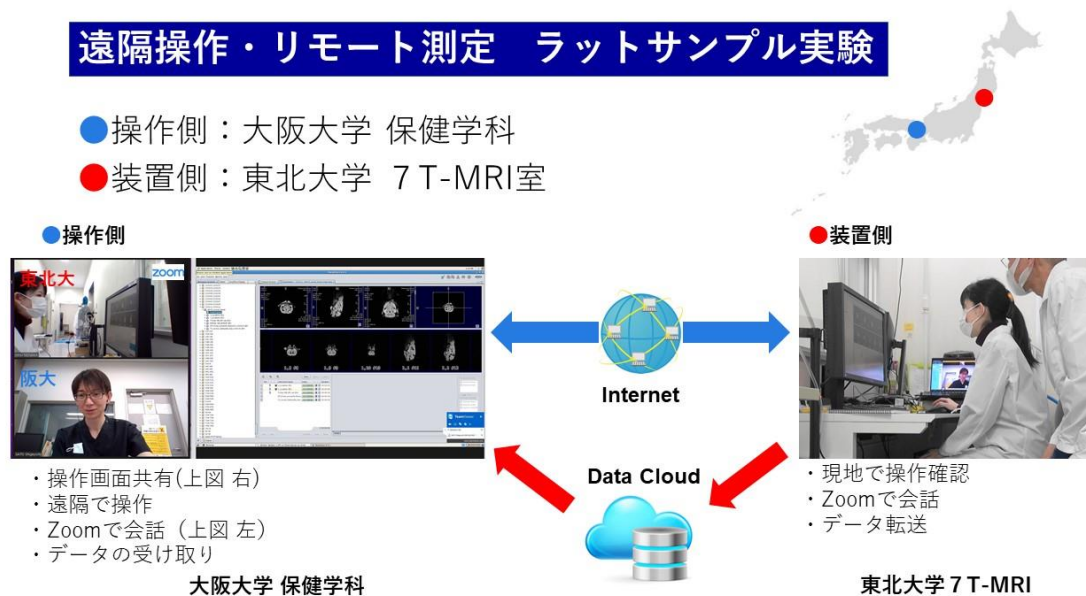 遠隔操作・リモート測定　ラットサンプル実験
●操作側：大阪大学 保健学科
●装置側：東北大学 ７T-MRI室
●操作側
●装置側
東北大
zoom
阪大
Internet
Data Cloud
・操作画面共有(上図 右)
・遠隔で操作
・Zoomで会話（上図 左）
・データの受け取り
・現地で操作確認
・Zoomで会話
・データ転送
大阪大学 保健学科
東北大学７T-MRI